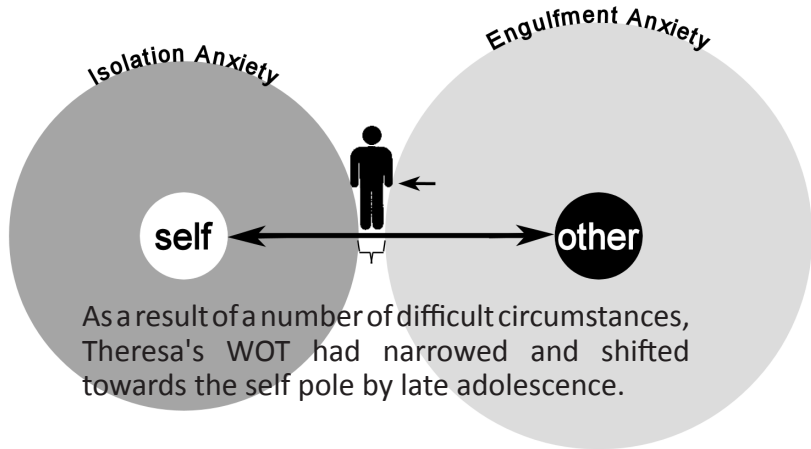 Isolation Anxiety
Engulfment Anxiety
self
other
As a result of a number of difficult circumstances,
Theresa's WOT had narrowed and shifted
towards the self pole by late adolescence.